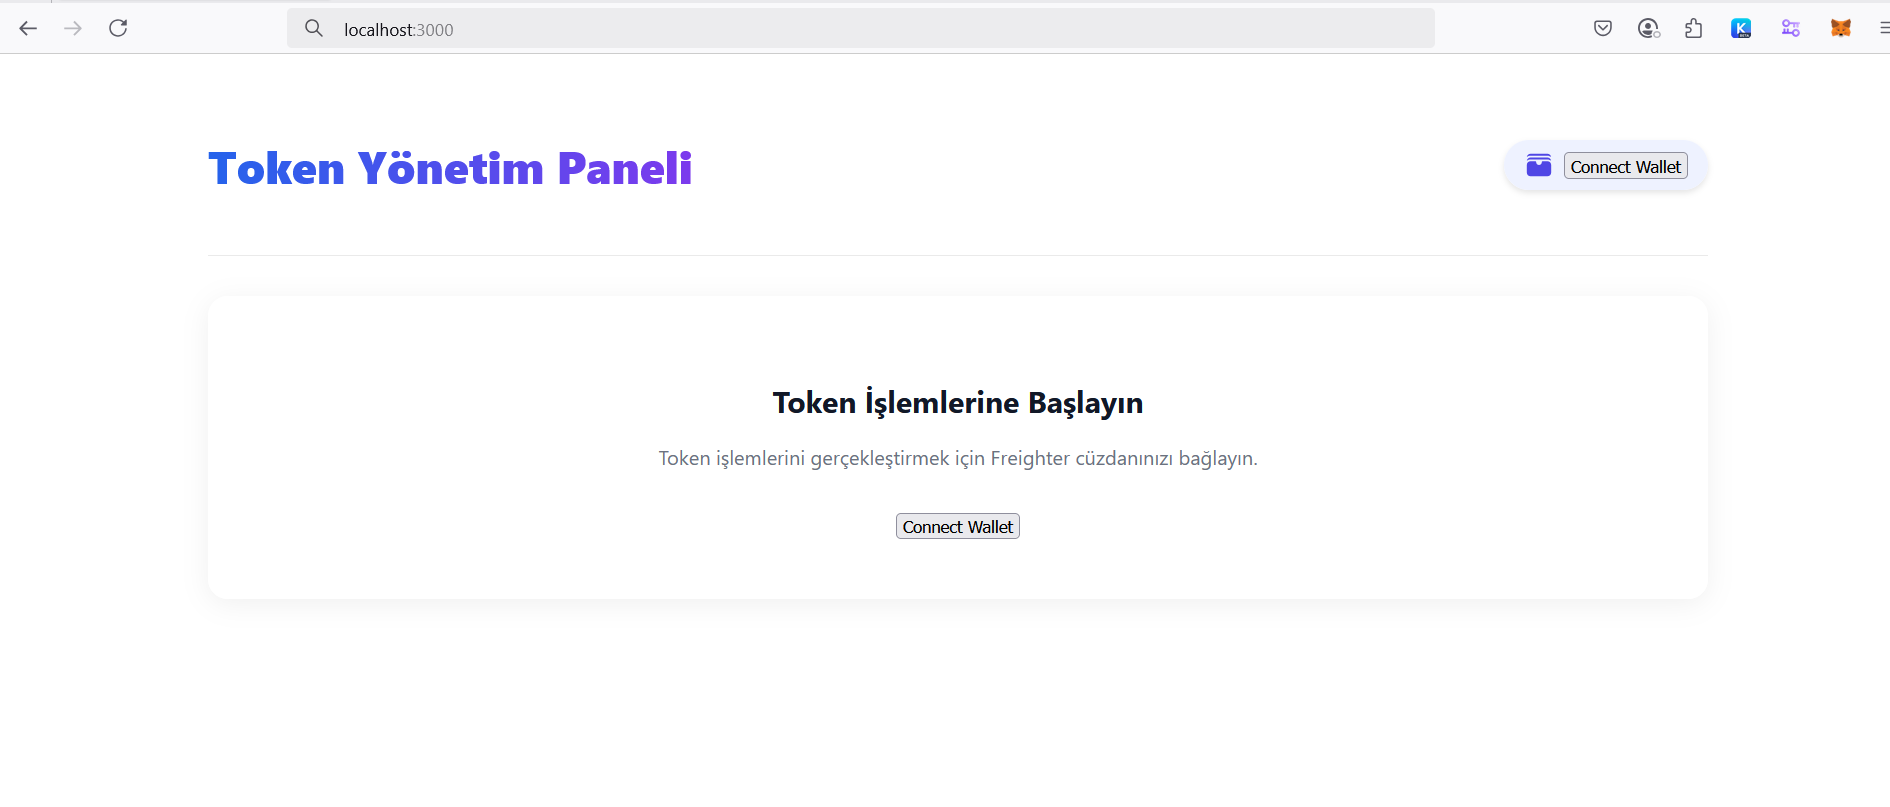 localhost:3000
Token Yönetim Paneli
Connect Wallet
Token İşlemlerine Başlayın
Token işlemlerini gerçekleştirmek için Freighter cüzdanınızı bağlayın.
Connect Wallet